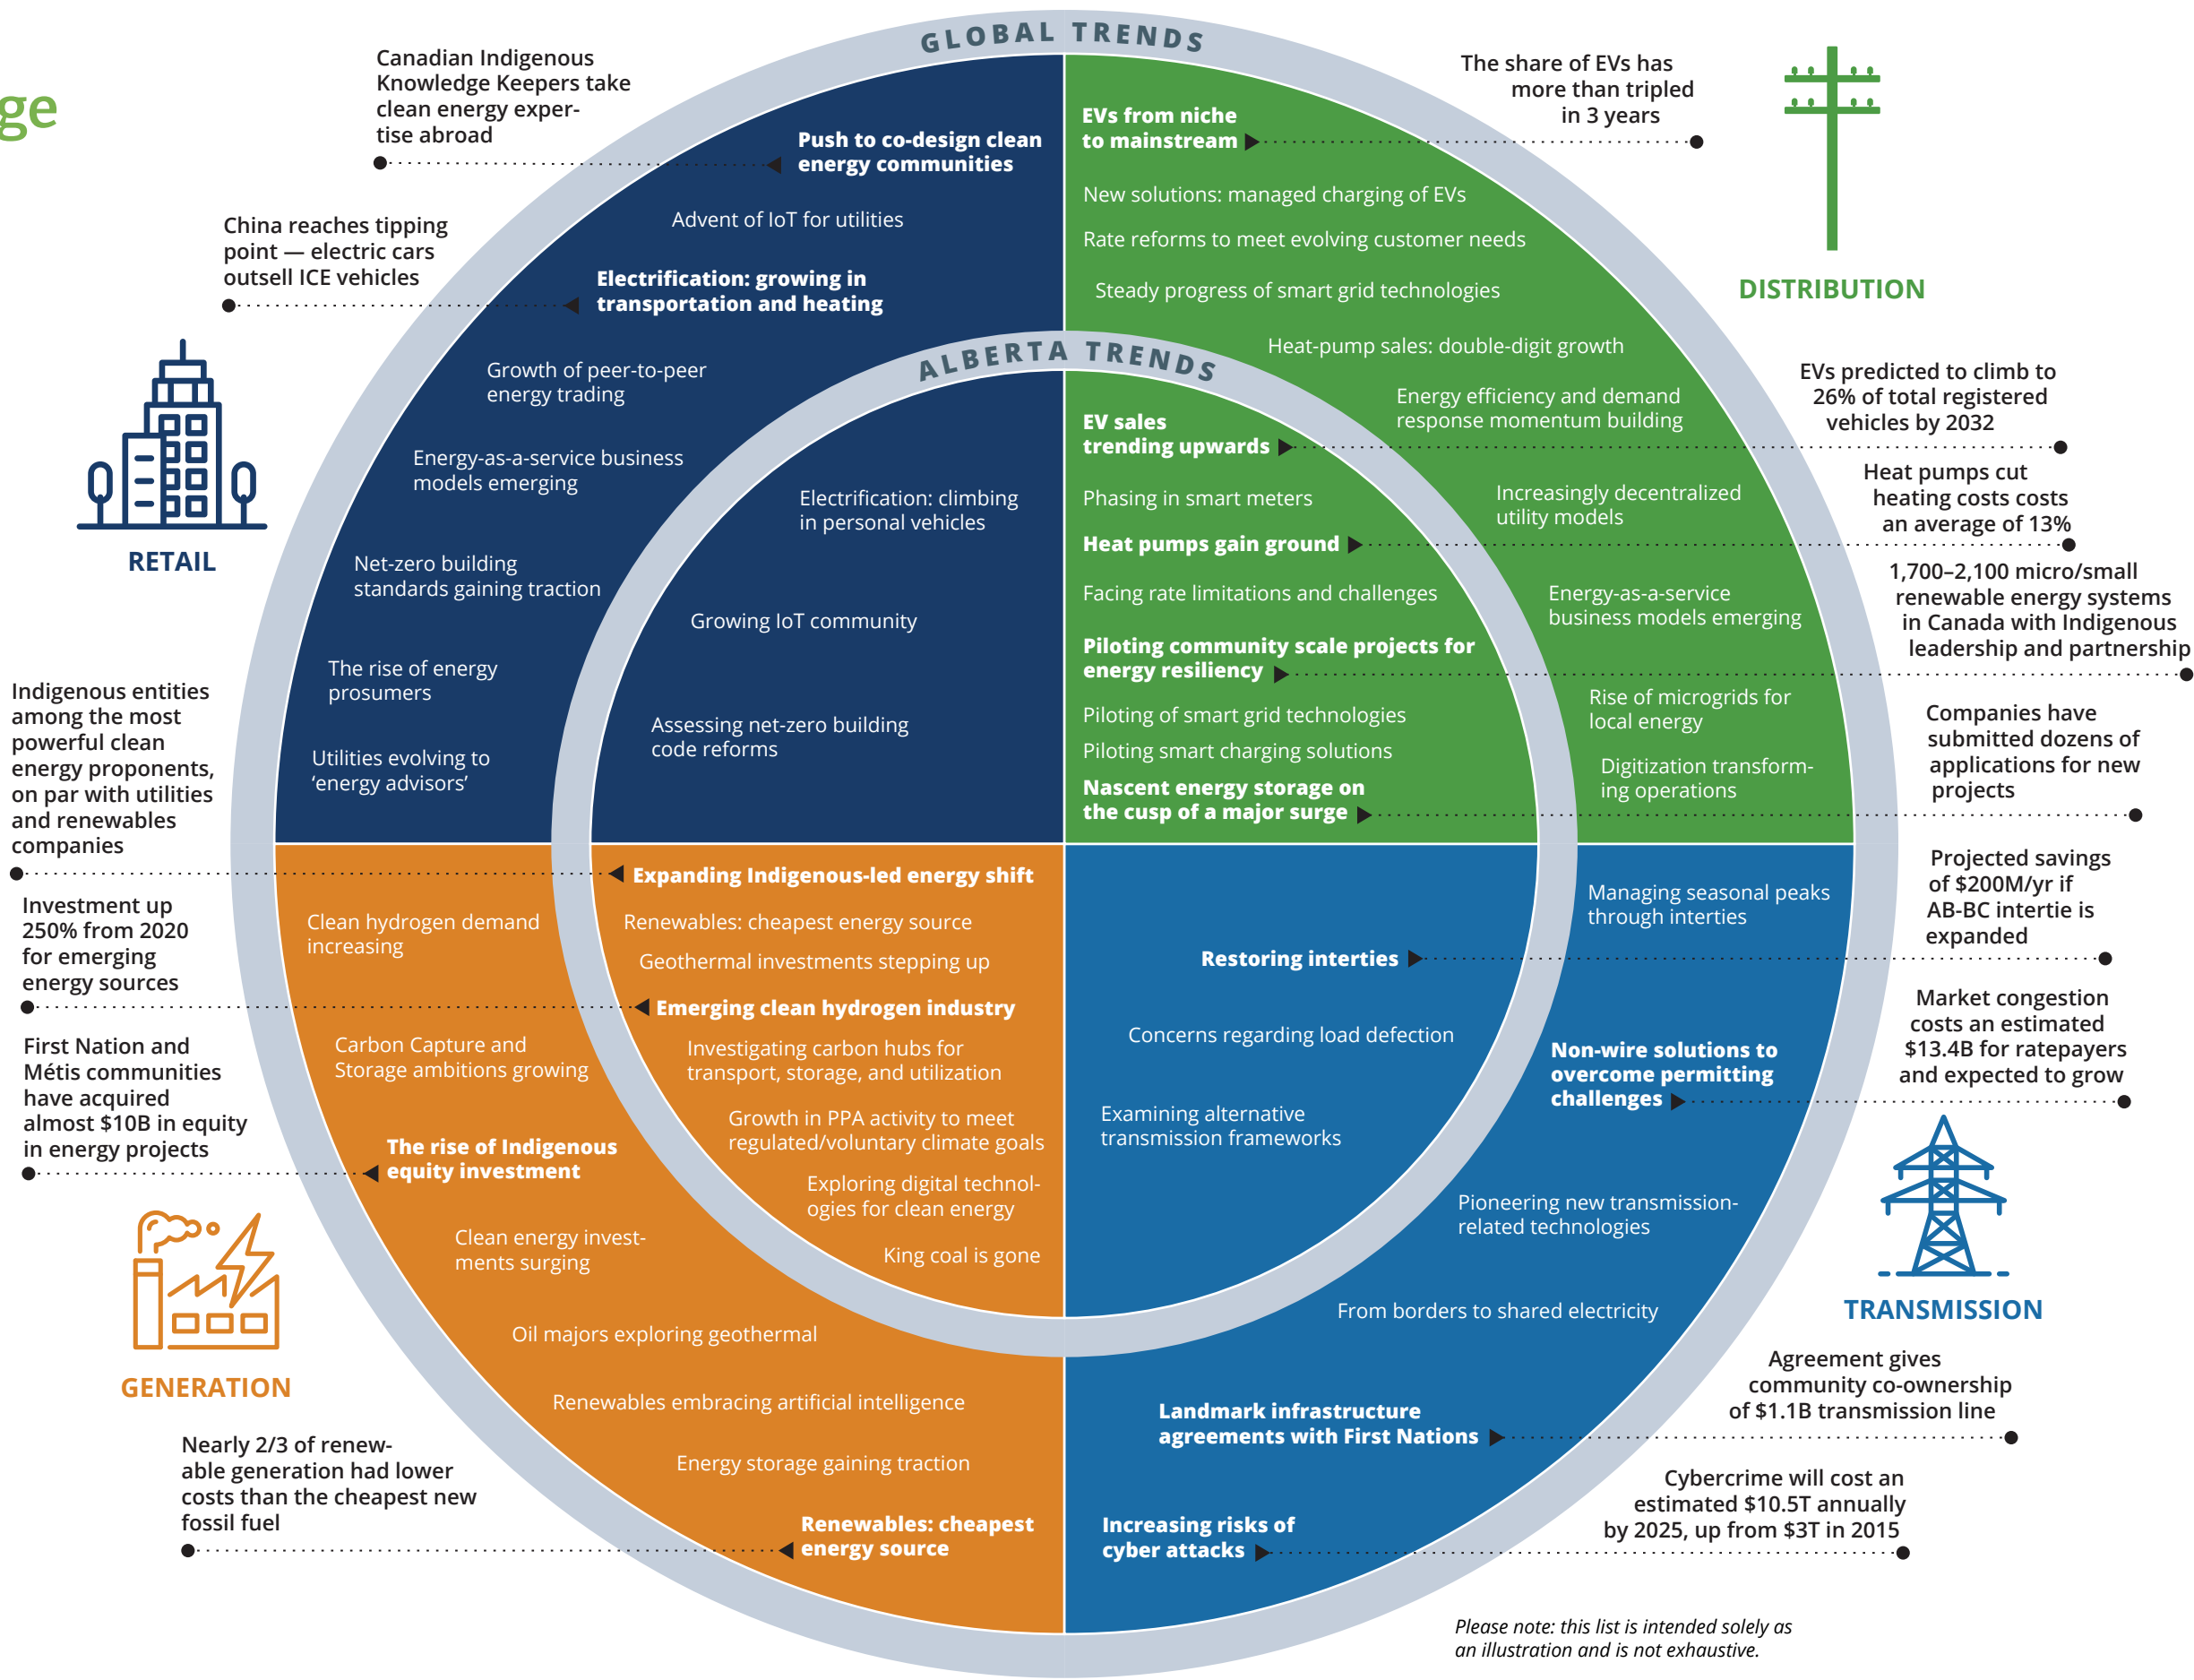 ge
GLOBAL TRENDS
Canadian Indigenous
Knowledge Keepers take
clean energy exper-
tise abroad
Push to co-design clean
energy communities
Advent of IoT for utilities
China reaches tipping
point — electric cars
outsell ICE vehicles
Electrification: growing in
transportation and heating
Growth of peer-to-peer
energy trading
Energy-as-a-service business
models emerging
Net-zero building
standards gaining traction
The rise of energy
prosumers
Utilities evolving to
‘energy advisors’
RETAIL
The share of EVs has
more than tripled
in 3 years
EVs from niche
to mainstream
New solutions: managed charging of EVs
Rate reforms to meet evolving customer needs
Steady progress of smart grid technologies
Heat-pump sales: double-digit growth
Energy efficiency and demand
response momentum building
Increasingly decentralized
utility models
Energy-as-a-service
business models emerging
Rise of microgrids for
local energy
Digitization transform-
ing operations
DISTRIBUTION
ALBERTA TRENDS
Electrification: climbing
in personal vehicles
Growing IoT community
Assessing net-zero building
code reforms
EV sales
trending upwards
EVs predicted to climb to
26% of total registered
vehicles by 2032
Phasing in smart meters
Heat pumps gain ground
Heat pumps cut
heating costs costs
an average of 13%
Facing rate limitations and challenges
Piloting community scale projects for
energy resiliency
1,700–2,100 micro/small
renewable energy systems
in Canada with Indigenous
leadership and partnership
Piloting of smart grid technologies
Piloting smart charging solutions
Nascent energy storage on
the cusp of a major surge
Companies have
submitted dozens of
applications for new
projects
Indigenous entities
among the most
powerful clean
energy proponents,
on par with utilities
and renewables
companies
Expanding Indigenous-led energy shift
Renewables: cheapest energy source
Geothermal investments stepping up
Investment up
250% from 2020
for emerging
energy sources
Emerging clean hydrogen industry
Investigating carbon hubs for
transport, storage, and utilization
Growth in PPA activity to meet
regulated/voluntary climate goals
Exploring digital technol-
ogies for clean energy
King coal is gone
Clean hydrogen demand
increasing
Carbon Capture and
Storage ambitions growing
First Nation and
Métis communities
have acquired
almost $10B in equity
in energy projects
The rise of Indigenous
equity investment
Clean energy invest-
ments surging
Oil majors exploring geothermal
Renewables embracing artificial intelligence
Energy storage gaining traction
GENERATION
Nearly 2/3 of renew-
able generation had lower
costs than the cheapest new
fossil fuel
Renewables: cheapest
energy source
Restoring interties
Projected savings
of $200M/yr if
AB-BC intertie is
expanded
Concerns regarding load defection
Examining alternative
transmission frameworks
Managing seasonal peaks
through interties
Non-wire solutions to
overcome permitting
challenges
Market congestion
costs an estimated
$13.4B for ratepayers
and expected to grow
Pioneering new transmission-
related technologies
From borders to shared electricity
TRANSMISSION
Landmark infrastructure
agreements with First Nations
Agreement gives
community co-ownership
of $1.1B transmission line
Increasing risks of
cyber attacks
Cybercrime will cost an
estimated $10.5T annually
by 2025, up from $3T in 2015
Please note: this list is intended solely as
an illustration and is not exhaustive.